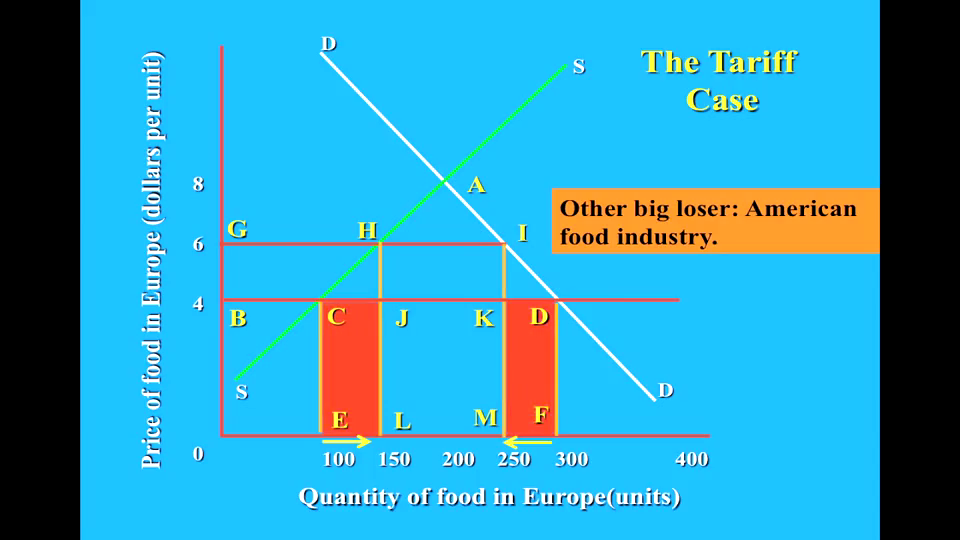 The Tariff
Case
D
S
8
A
Other big loser: American
food industry.
G
H
I
6
4
B
C
J
K
D
S
D
E
L
M
F
0
100
150
200
250
300
400
Price of food in Europe (dollars per unit)
Quantity of food in Europe(units)